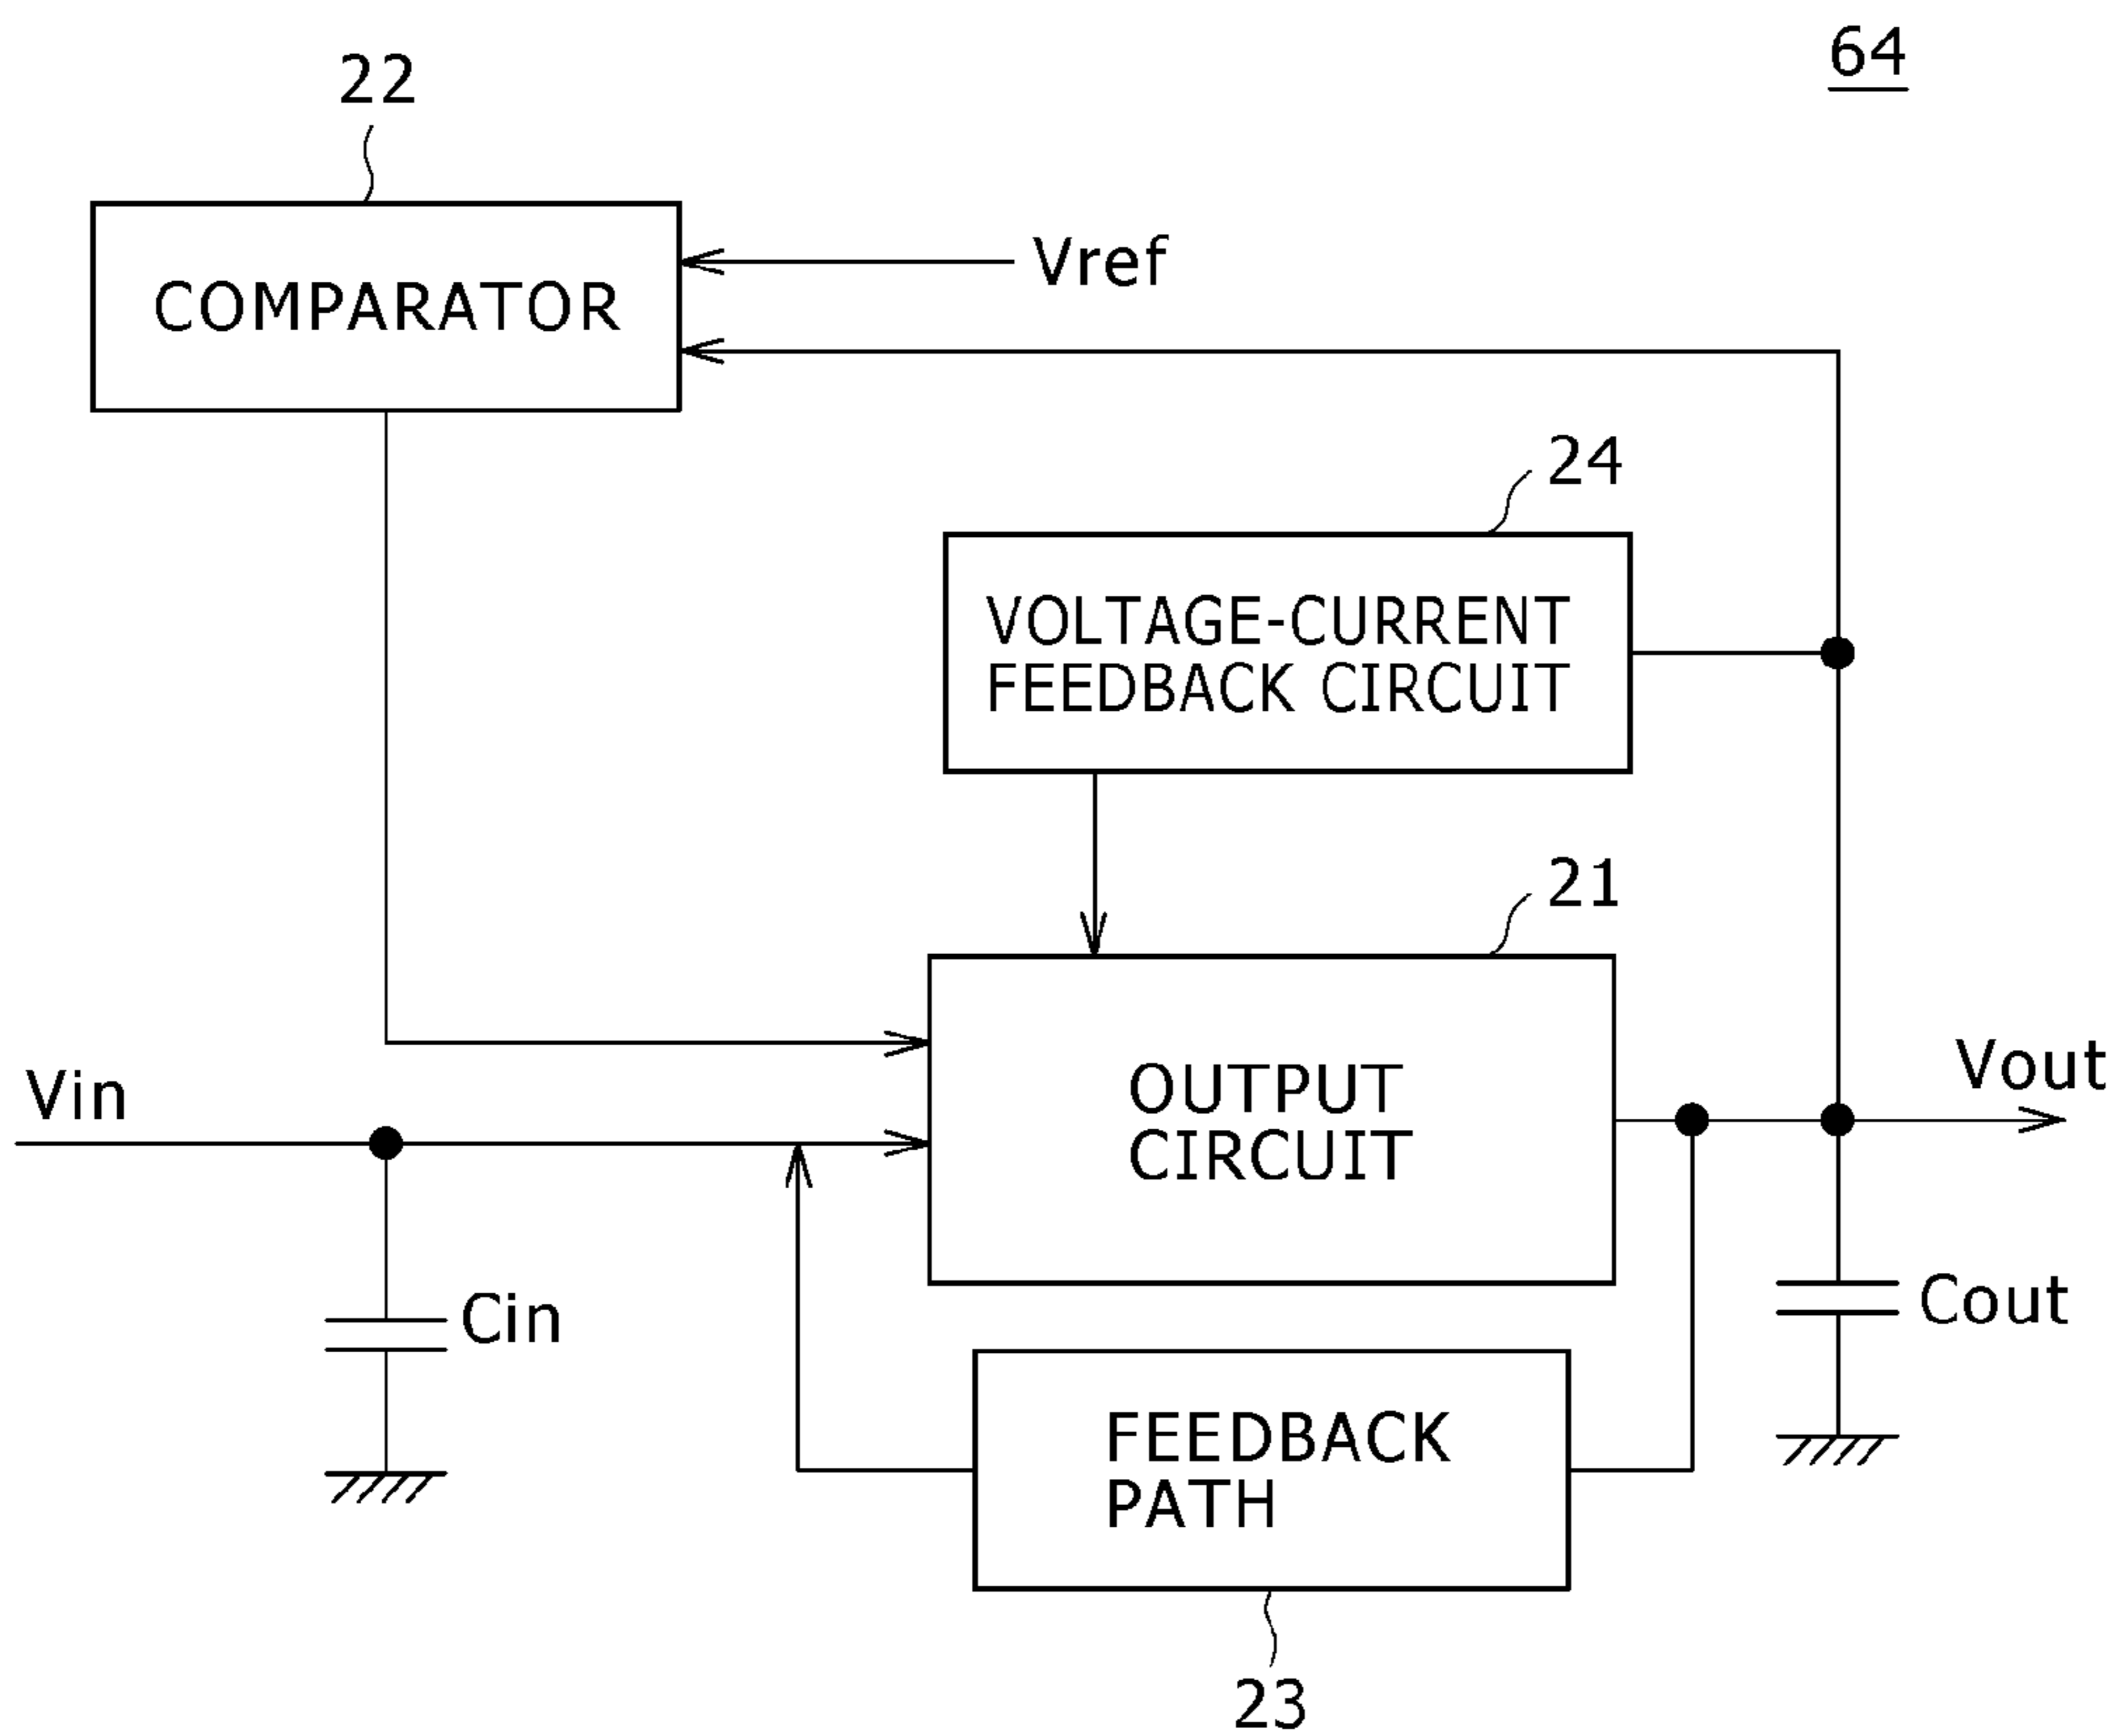 64
22
COMPARATOR
Vref
24
VOLTAGE-CURRENT
FEEDBACK CIRCUIT
21
OUTPUT
CIRCUIT
Vin
Vout
Cin
Cout
FEEDBACK
PATH
23